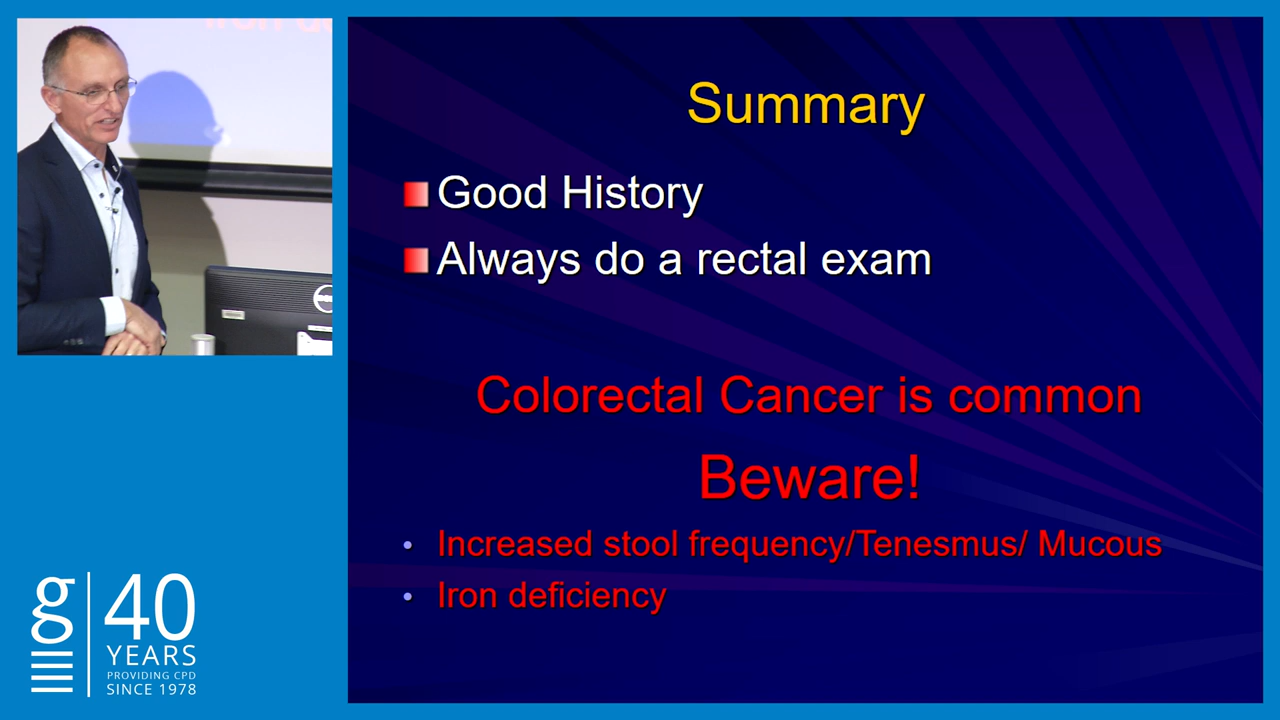 Summary
Good History
Always do a rectal exam
Colorectal Cancer is common
Beware!
• Increased stool frequency/Tenesmus/ Mucous
• Iron deficiency
g
40
YEARS
PROVIDING CPD
SINCE 1978